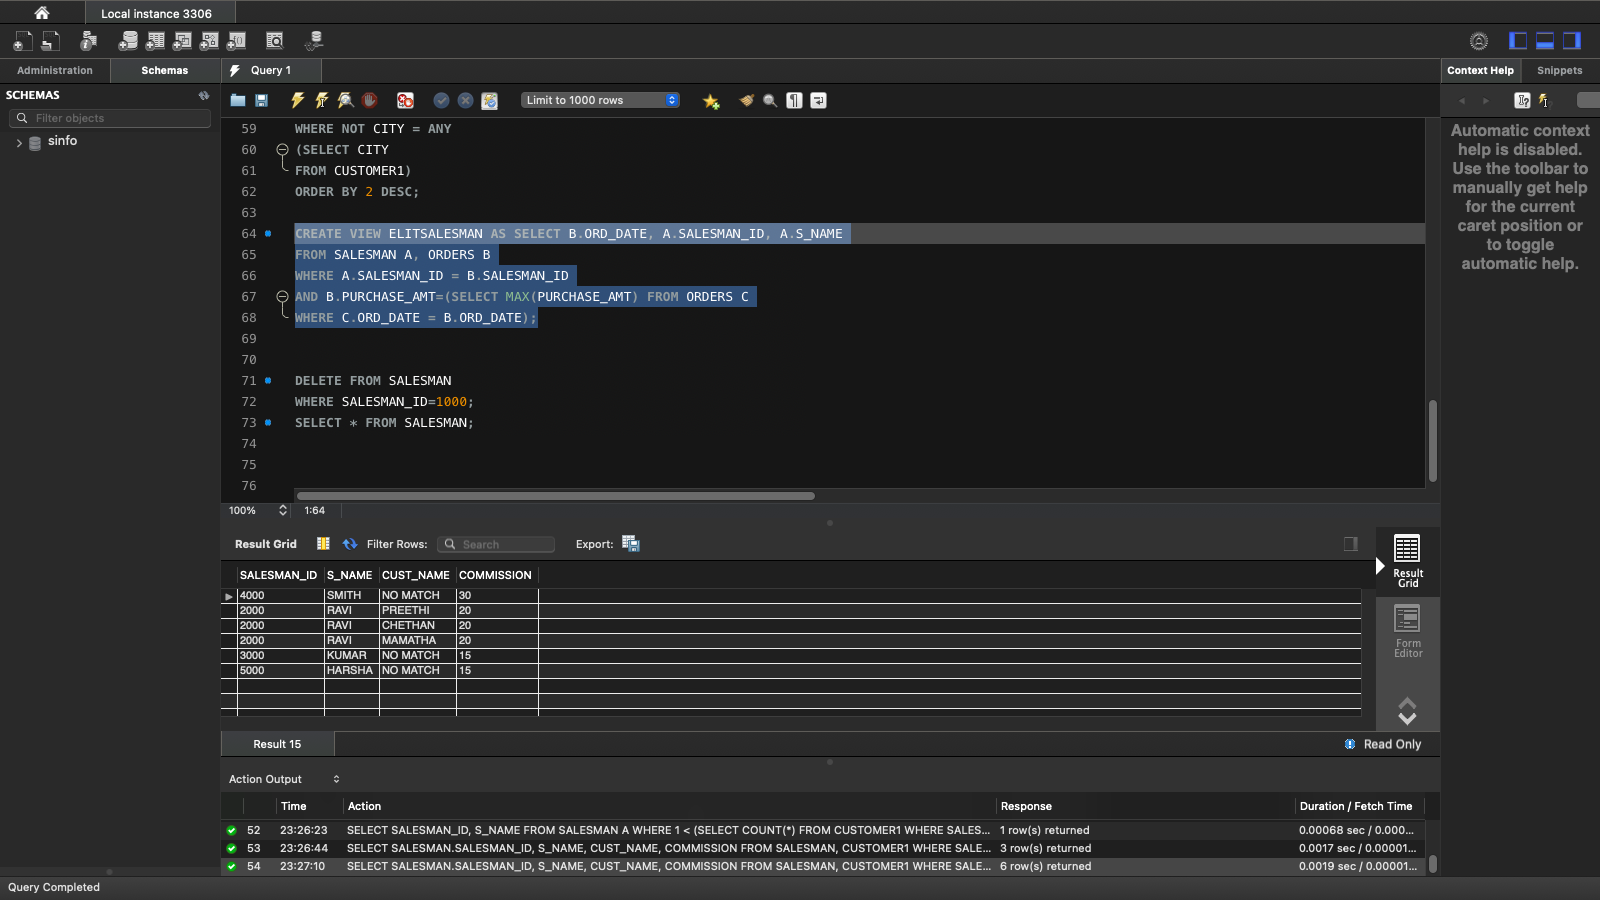 Local instance 3306
Administration
Schemas
Query 1
Context Help
Snippets
SCHEMAS
Filter objects
sinfo
Limit to 1000 rows
59 WHERE NOT CITY = ANY
60 (SELECT CITY
61 FROM CUSTOMER1)
62 ORDER BY 2 DESC;
63
64 CREATE VIEW ELITSALESMAN AS SELECT B.ORD_DATE, A.SALESMAN_ID, A.S_NAME
65 FROM SALESMAN A, ORDERS B
66 WHERE A.SALESMAN_ID = B.SALESMAN_ID
67 AND B.PURCHASE_AMT=(SELECT MAX(PURCHASE_AMT) FROM ORDERS C
68 WHERE C.ORD_DATE = B.ORD_DATE);
69
70
71 DELETE FROM SALESMAN
72 WHERE SALESMAN_ID=1000;
73 SELECT * FROM SALESMAN;
74
75
76
Automatic context
help is disabled.
Use the toolbar to
manually get help
for the current
caret position or
to toggle
automatic help.
100% 1:64
Result Grid Filter Rows: Search Export:
SALESMAN_ID S_NAME CUST_NAME COMMISSION
4000 SMITH NO MATCH 30
2000 RAVI PREETHI 20
2000 RAVI CHETHAN 20
2000 RAVI MAMATHA 20
3000 KUMAR NO MATCH 15
5000 HARSHA NO MATCH 15
Result
Grid
Form
Editor
Result 15
Read Only
Action Output
Time Action Response Duration / Fetch Time
52 23:26:23 SELECT SALESMAN_ID, S_NAME FROM SALESMAN A WHERE 1 < (SELECT COUNT(*) FROM CUSTOMER1 WHERE SALES... 1 row(s) returned 0.00068 sec / 0.000...
53 23:26:44 SELECT SALESMAN.SALESMAN_ID, S_NAME, CUST_NAME, COMMISSION FROM SALESMAN, CUSTOMER1 WHERE SALE... 3 row(s) returned 0.0017 sec / 0.00001...
54 23:27:10 SELECT SALESMAN.SALESMAN_ID, S_NAME, CUST_NAME, COMMISSION FROM SALESMAN, CUSTOMER1 WHERE SALE... 6 row(s) returned 0.0019 sec / 0.00001...
Query Completed